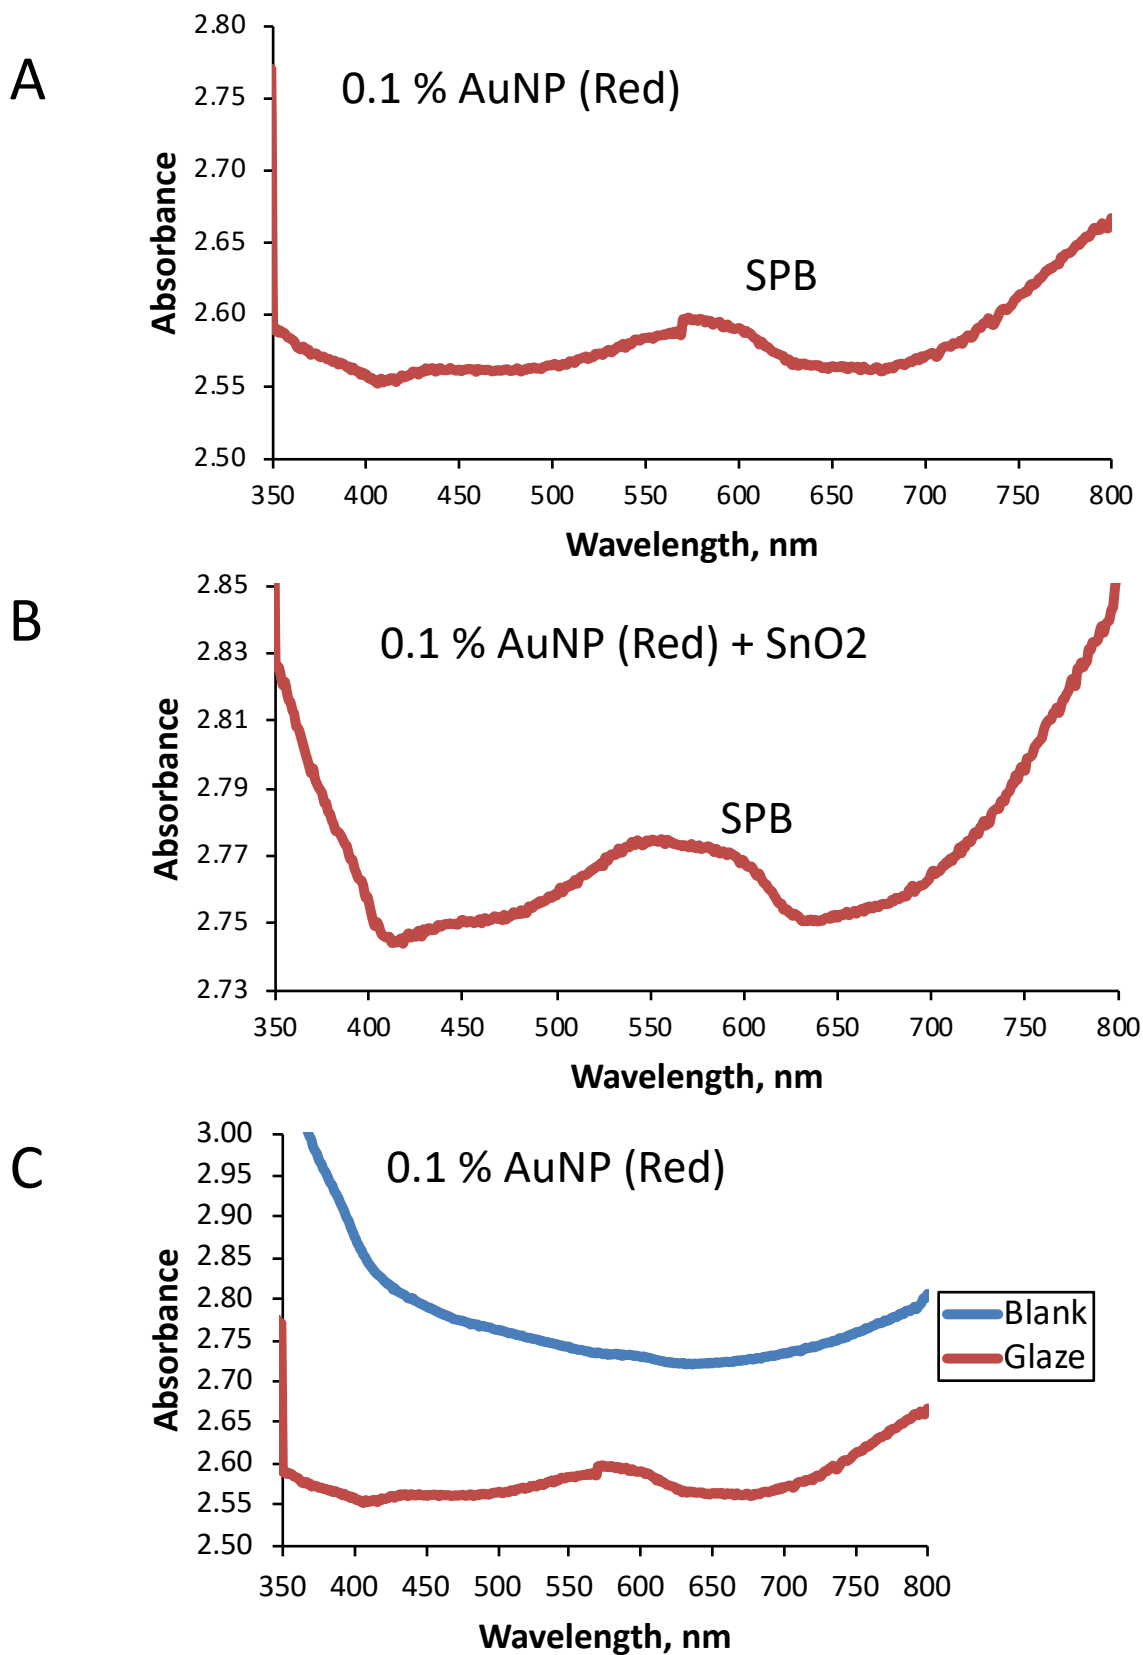 A
0.1 % AuNP (Red)
SPB
Absorbance
2.80
2.75
2.70
2.65
2.60
2.55
2.50
350 400 450 500 550 600 650 700 750 800
Wavelength, nm
B
0.1 % AuNP (Red) + SnO2
SPB
Absorbance
2.85
2.83
2.81
2.79
2.77
2.75
2.73
350 400 450 500 550 600 650 700 750 800
Wavelength, nm
C
0.1 % AuNP (Red)
Absorbance
3.00
2.95
2.90
2.85
2.80
2.75
2.70
2.65
2.60
2.55
2.50
Blank
Glaze
350 400 450 500 550 600 650 700 750 800
Wavelength, nm